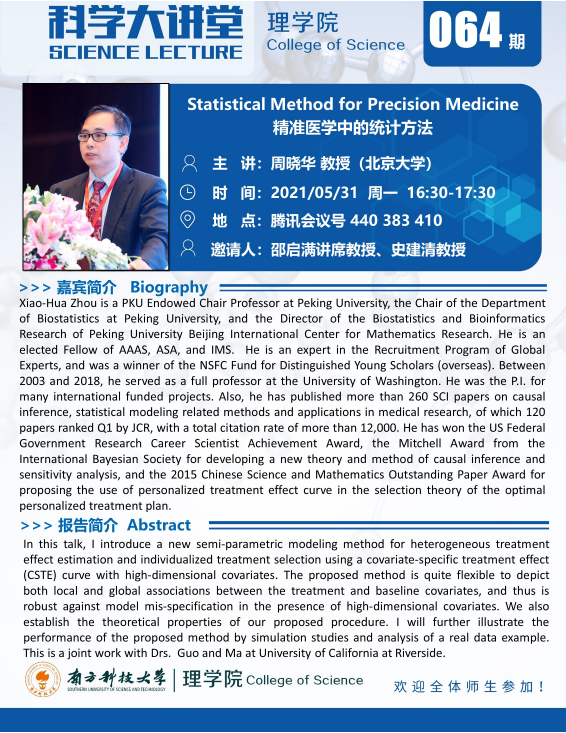 科学大讲堂
SCIENCE LECTURE
理学院
College of Science
064 期
Statistical Method for Precision Medicine
精准医学中的统计方法
主 讲：周晓华 教授（北京大学）
时 间：2021/05/31 周一 16:30-17:30
地 点：腾讯会议号 440 383 410
邀请人：邵启满讲席教授、史建清教授
>>> 嘉宾简介 Biography
Xiao-Hua Zhou is a PKU Endowed Chair Professor at Peking University, the Chair of the Department
of Biostatistics at Peking University, and the Director of the Biostatistics and Bioinformatics
Research of Peking University Beijing International Center for Mathematics Research. He is an
elected Fellow of AAAS, ASA, and IMS. He is an expert in the Recruitment Program of Global
Experts, and was a winner of the NSFC Fund for Distinguished Young Scholars (overseas). Between
2003 and 2018, he served as a full professor at the University of Washington. He was the P.I. for
many international funded projects. Also, he has published more than 260 SCI papers on causal
inference, statistical modeling related methods and applications in medical research, of which 120
papers ranked Q1 by JCR, with a total citation rate of more than 12,000. He has won the US Federal
Government Research Career Scientist Achievement Award, the Mitchell Award from the
International Bayesian Society for developing a new theory and method of causal inference and
sensitivity analysis, and the 2015 Chinese Science and Mathematics Outstanding Paper Award for
proposing the use of personalized treatment effect curve in the selection theory of the optimal
personalized treatment plan.
>>> 报告简介 Abstract
In this talk, I introduce a new semi-parametric modeling method for heterogeneous treatment
effect estimation and individualized treatment selection using a covariate-specific treatment effect
(CSTE) curve with high-dimensional covariates. The proposed method is quite flexible to depict
both local and global associations between the treatment and baseline covariates, and thus is
robust against model mis-specification in the presence of high-dimensional covariates. We also
establish the theoretical properties of our proposed procedure. I will further illustrate the
performance of the proposed method by simulation studies and analysis of a real data example.
This is a joint work with Drs. Guo and Ma at University of California at Riverside.
南方科技大学
SOUTHERN UNIVERSITY OF SCIENCE AND TECHNOLOGY
理学院 College of Science
欢迎全体师生参加！